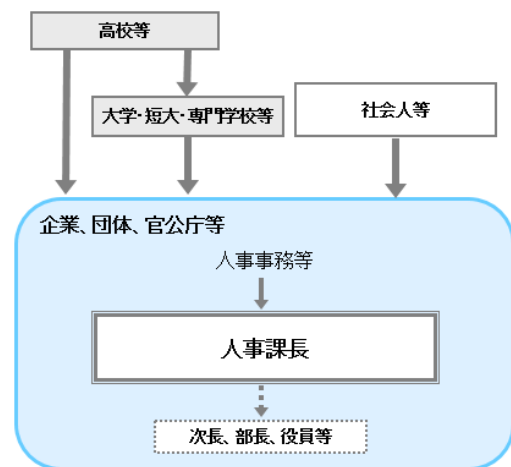 高校等
大学・短大・専門学校等
社会人等
企業、団体、官公庁等
人事事務等
人事課長
次長、部長、役員等